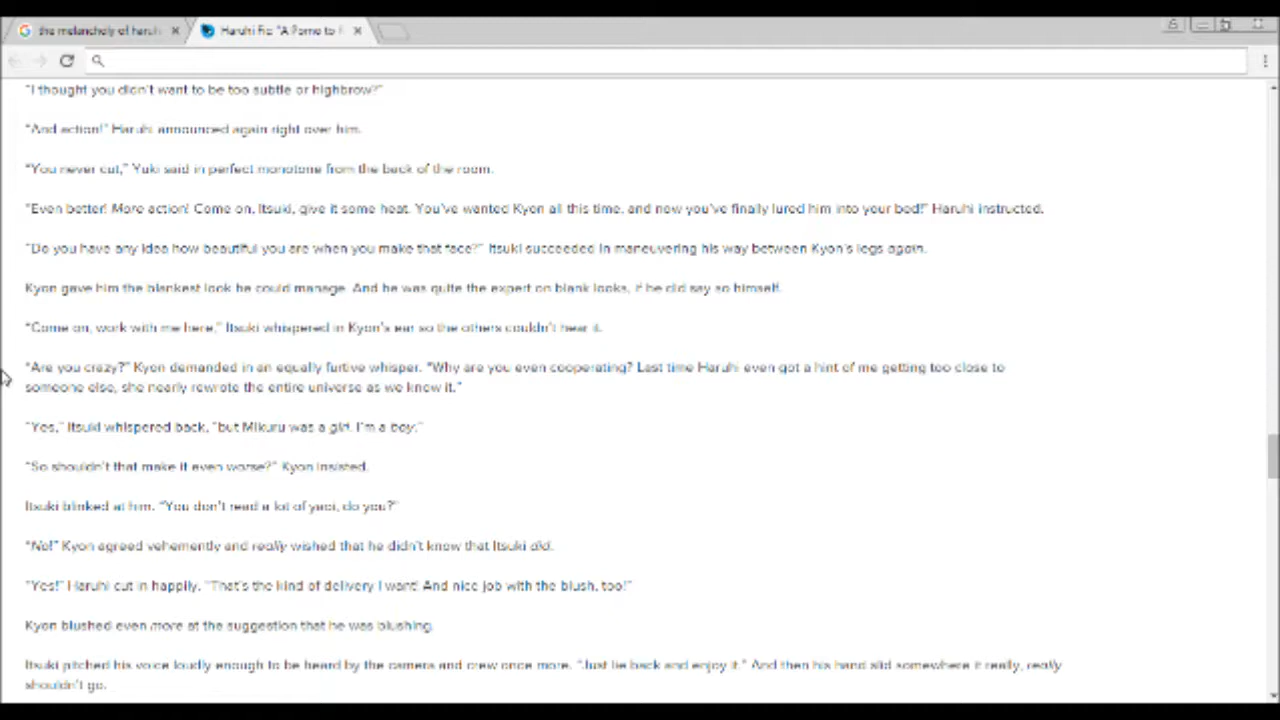 the melancholy of haruh
Haruhi Fic "A Porno to
"I thought you didn't want to be too subtle or highbrow?"
"And action!" Haruhi announced again right over him.
"You never cut," Yuki said in perfect monotone from the back of the room.
"Even better! More action! Come on, Itsuki, give it some heat. You've wanted Kyon all this time, and now you've finally lured him into your bed!" Haruhi instructed.
"Do you have any idea how beautiful you are when you make that face?" Itsuki succeeded in maneuvering his way between Kyon's legs again.
Kyon gave him the blankest look he could manage. And he was quite the expert on blank looks, if he did say so himself.
"Come on, work with me here," Itsuki whispered in Kyon's ear so the others couldn't hear it.
"Are you crazy?" Kyon demanded in an equally furtive whisper. "Why are you even cooperating? Last time Haruhi even got a hint of me getting too close to
someone else, she nearly rewrote the entire universe as we know it."
"Yes," Itsuki whispered back, "but Mikuru was a girl. I'm a boy."
"So shouldn't that make it even worse?" Kyon insisted.
Itsuki blinked at him. "You don't read a lot of yaoi, do you?"
"No!" Kyon agreed vehemently and really wished that he didn't know that Itsuki did.
"Yes!" Haruhi cut in happily. "That's the kind of delivery I want! And nice job with the blush, too!"
Kyon blushed even more at the suggestion that he was blushing.
Itsuki pitched his voice loudly enough to be heard by the camera and crew once more. "Just lie back and enjoy it." And then his hand slid somewhere it really, really
shouldn't go.